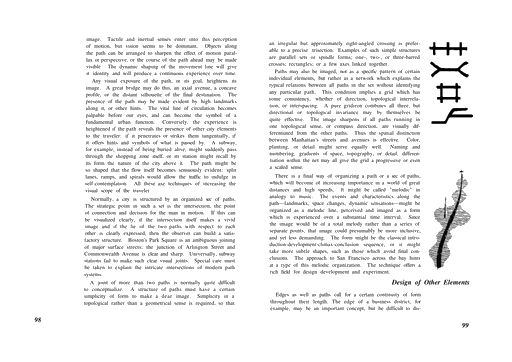 image. Tactile and inertial senses enter into this perception
of motion, but vision seems to be dominant. Objects along
the path can be arranged to sharpen the effect of motion paral-
lax or perspective, or the course of the path ahead may be made
visible. The dynamic shaping of the movement line will give
it identity and will produce a continuous experience over time.
Any visual exposure of the path, or its goal, heightens its
image. A great bridge may do this, an axial avenue, a concave
profile, or the distant silhouette of the final destination. The
presence of the path may be made evident by high landmarks
along it, or other hints. The vital line of circulation becomes
palpable before our eyes, and can become the symbol of a
fundamental urban function. Conversely, the experience is
heightened if the path reveals the presence of other city elements
to the traveler: if it penetrates or strikes them tangentially, if
it offers hints and symbols of what is passed by. A subway,
for example, instead of being buried alive, might suddenly pass
through the shopping zone itself, or its station might recall by
its form the nature of the city above it. The path might be
so shaped that the flow itself becomes sensuously evident: split
lanes, ramps, and spirals would allow the traffic to indulge in
self-contemplation. All these are techniques of increasing the
visual scope of the traveler.
Normally, a city is structured by an organized set of paths.
The strategic point in such a set is the intersection, the point
of connection and decision for the man in motion. If this can
be visualized clearly, if the intersection itself makes a vivid
image and if the lie of the two paths with respect to each
other is clearly expressed, then the observer can build a satis-
factory structure. Boston's Park Square is an ambiguous joining
of major surface streets; the junction of Arlington Street and
Commonwealth Avenue is clear and sharp. Universally, subway
stations fail to make such clear visual joints. Special care must
be taken to explain the intricate intersections of modern path
systems.
A joint of more than two paths is normally quite difficult
to conceptualize. A structure of paths must have a certain
simplicity of form to make a clear image. Simplicity in a
topological rather than a geometrical sense is required, so that
98
an irregular but approximately right-angled crossing is prefer-
able to a precise trisection. Examples of such simple structures
are parallel sets or spindle forms; one-, two-, or three-barred
crosses; rectangles; or a few axes linked together.
Paths may also be imaged, not as a specific pattern of certain
individual elements, but rather as a network which explains the
typical relations between all paths in the set without identifying
any particular path. This condition implies a grid which has
some consistency, whether of direction, topological interrela-
tion, or interspacing. A pure gridiron combines all three, but
directional or topological invariance may by themselves be
quite effective. The image sharpens if all paths running in
one topological sense, or compass direction, are visually dif-
ferentiated from the other paths. Thus the spatial distinction
between Manhattan's streets and avenues is effective. Color,
planting, or detail might serve equally well. Naming and
numbering, gradients of space, topography, or detail, differen-
tiation within the net may all give the grid a progressive or even
a scaled sense.
There is a final way of organizing a path or a set of paths,
which will become of increasing importance in a world of great
distances and high speeds. It might be called "melodic" in
analogy to music. The events and characteristics along the
path—landmarks, space changes, dynamic sensations—might be
organized as a melodic line, perceived and imaged as a form
which is experienced over a substantial time interval. Since
the image would be of a total melody rather than a series of
separate points, that image could presumably be more inclusive,
and yet less demanding. The form might be the classical intro-
duction-development-climax-conclusion sequence, or it might
take more subtle shapes, such as those which avoid final con-
clusions. The approach to San Francisco across the bay hints
at a type of this melodic organization. The technique offers a
rich field for design development and experiment.
Design of Other Elements
Edges as well as paths call for a certain continuity of form
throughout their length. The edge of a business district, for
example, may be an important concept, but be difficult to dis-
99